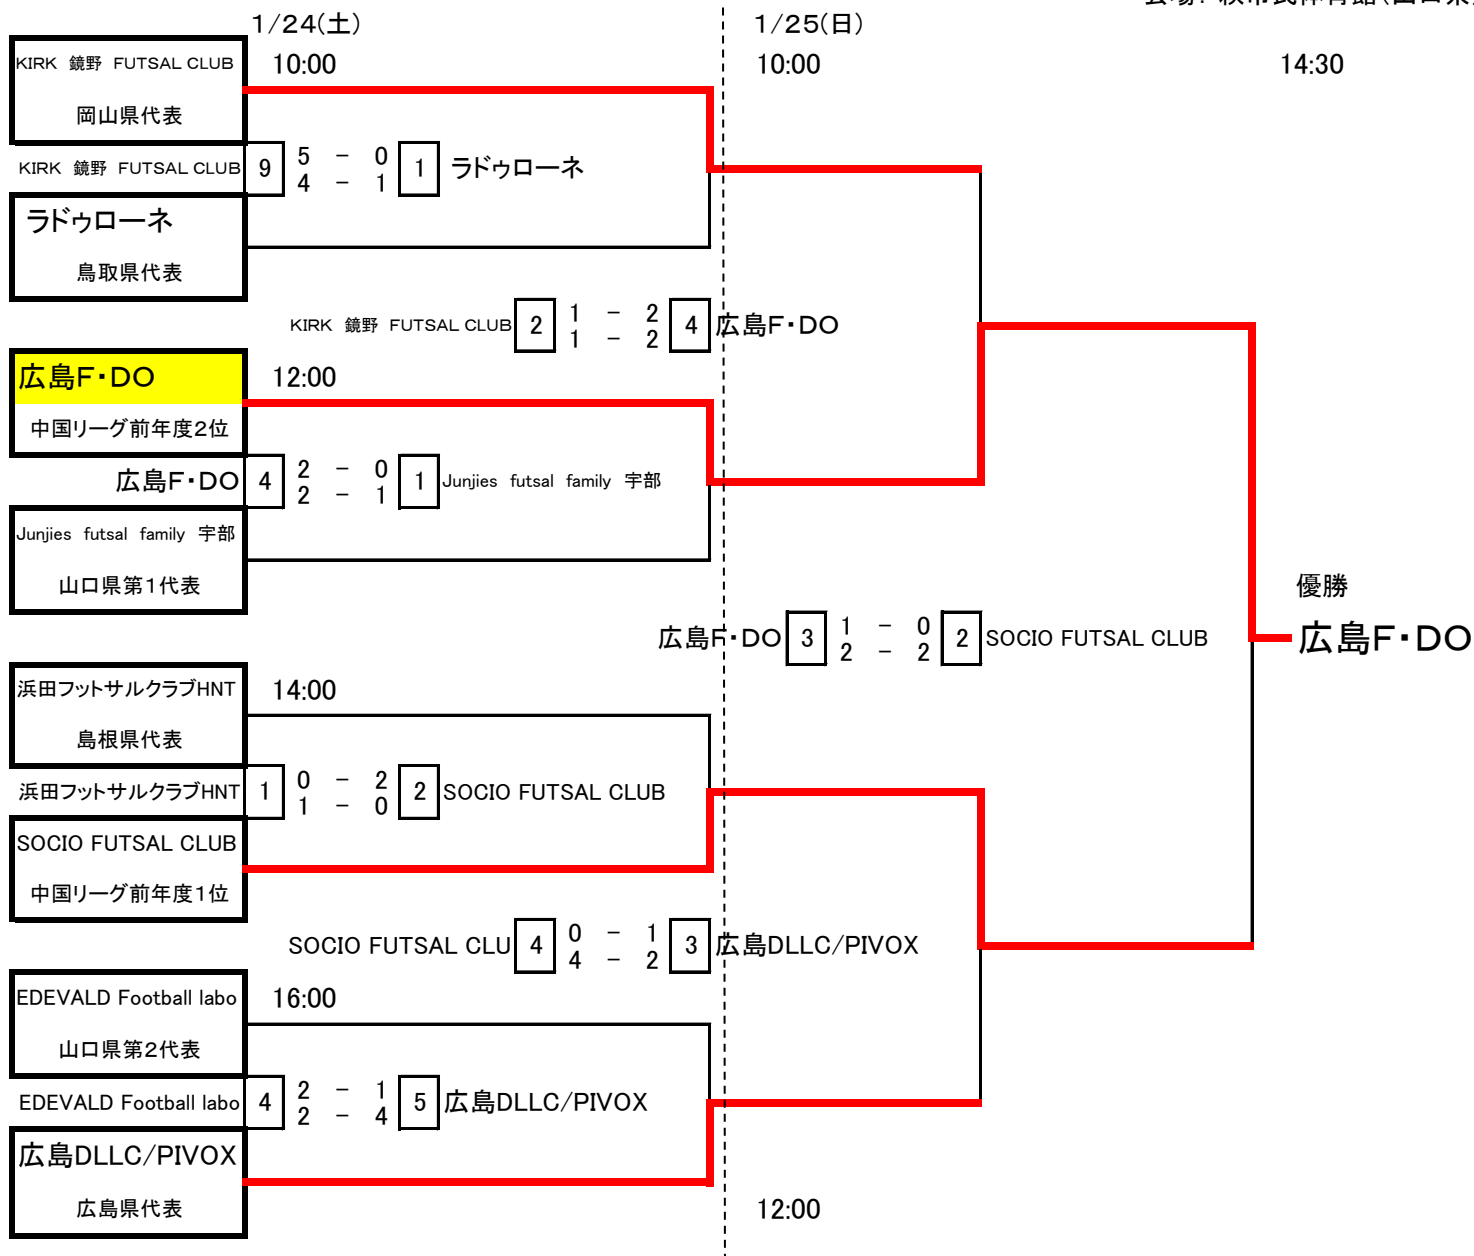 1/24(土)
1/25(日)
KIRK 鏡野 FUTSAL CLUB
10:00
10:00
14:30
岡山県代表
KIRK 鏡野 FUTSAL CLUB 9 5 - 0 1 ラドゥローネ
4 - 1
ラドゥローネ
鳥取県代表
KIRK 鏡野 FUTSAL CLUB 2 1 - 2 4 広島F・DO
1 - 2
広島F・DO
12:00
中国リーグ前年度2位
広島F・DO 4 2 - 0 1 Junjies futsal family 宇部
2 - 1
Junjies futsal family 宇部
山口県第1代表
優勝
広島F・DO 3 1 - 0 2 SOCIO FUTSAL CLUB
2 - 2
広島F・DO
浜田フットサルクラブHNT
14:00
島根県代表
浜田フットサルクラブHNT 1 0 - 2 2 SOCIO FUTSAL CLUB
1 - 0
SOCIO FUTSAL CLUB
中国リーグ前年度1位
SOCIO FUTSAL CLU 4 0 - 1 3 広島DLLC/PIVOX
4 - 2
EDEVALD Football labo
16:00
山口県第2代表
EDEVALD Football labo 4 2 - 1 5 広島DLLC/PIVOX
2 - 4
広島DLLC/PIVOX
広島県代表
12:00